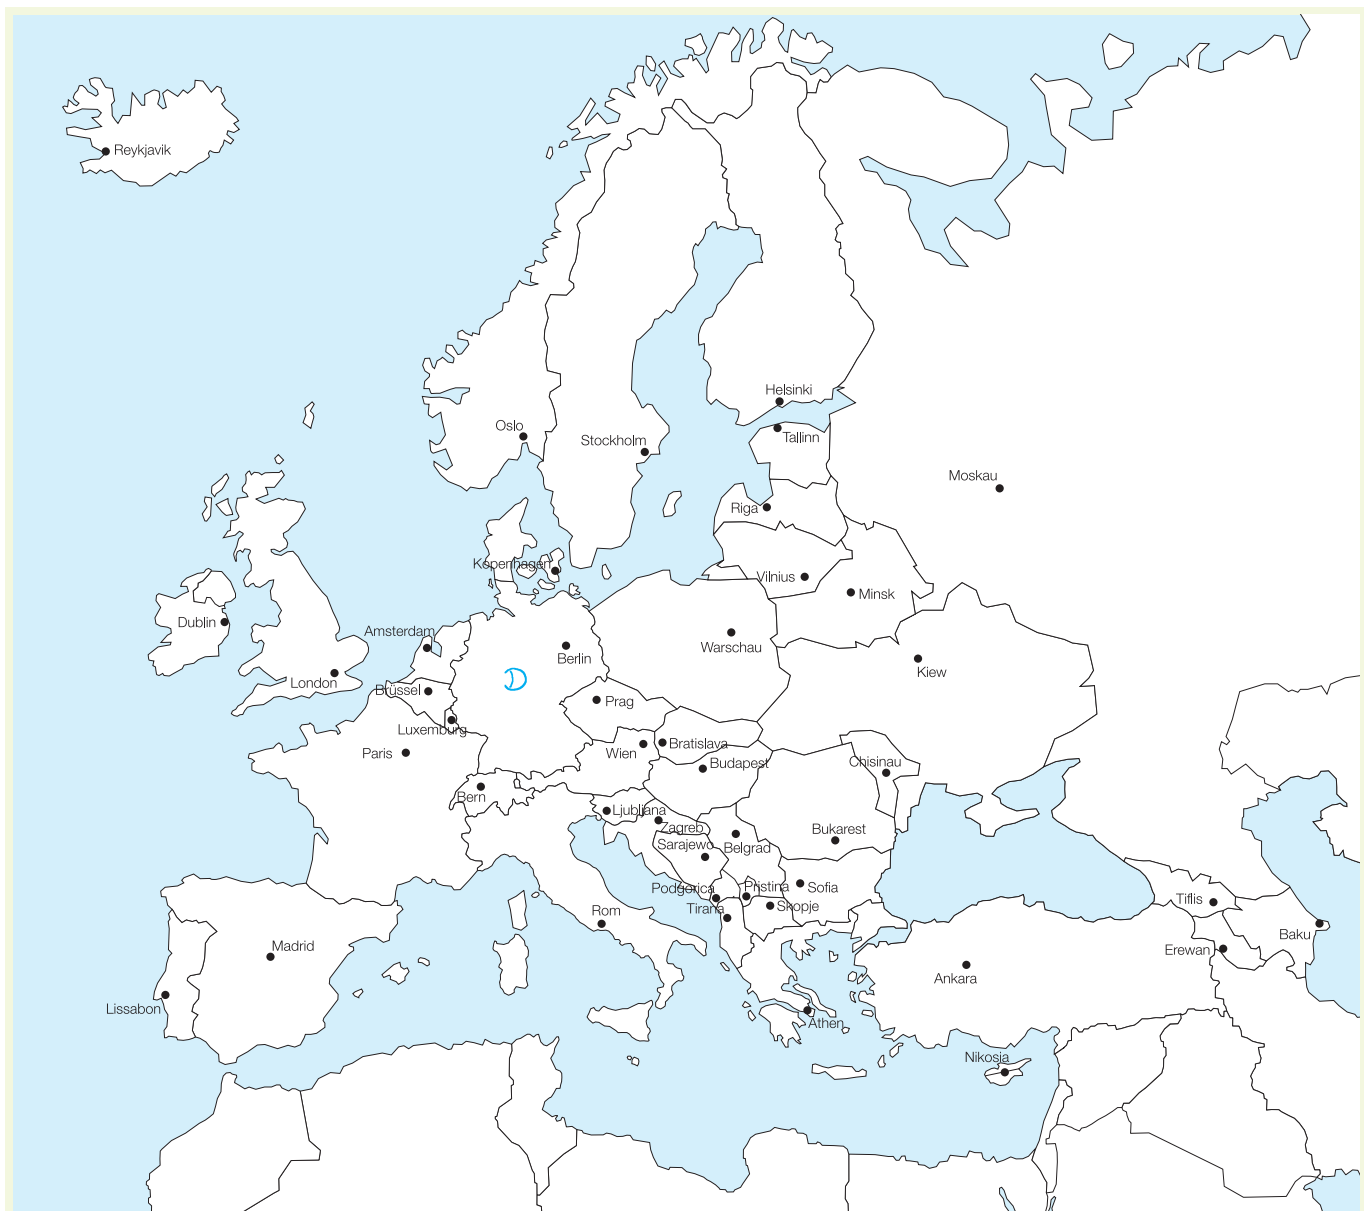 Reykjavik
Helsinki
Oslo
Tallinn
Stockholm
Moskau
Riga
Kopenhagen
Vilnius
Minsk
Dublin
Amsterdam
Berlin
Warschau
Kiew
London
Brüssel
D
Prag
Luxemburg
Paris
Wien
Bratislava
Budapest
Chisinau
Bern
Ljubljana
Zagreb
Bukarest
Sarajewo
Belgrad
Podgorica
Pristina
Sofia
Tiflis
Tirana
Skopje
Rom
Baku
Madrid
Erewan
Ankara
Lissabon
Athen
Nikosia